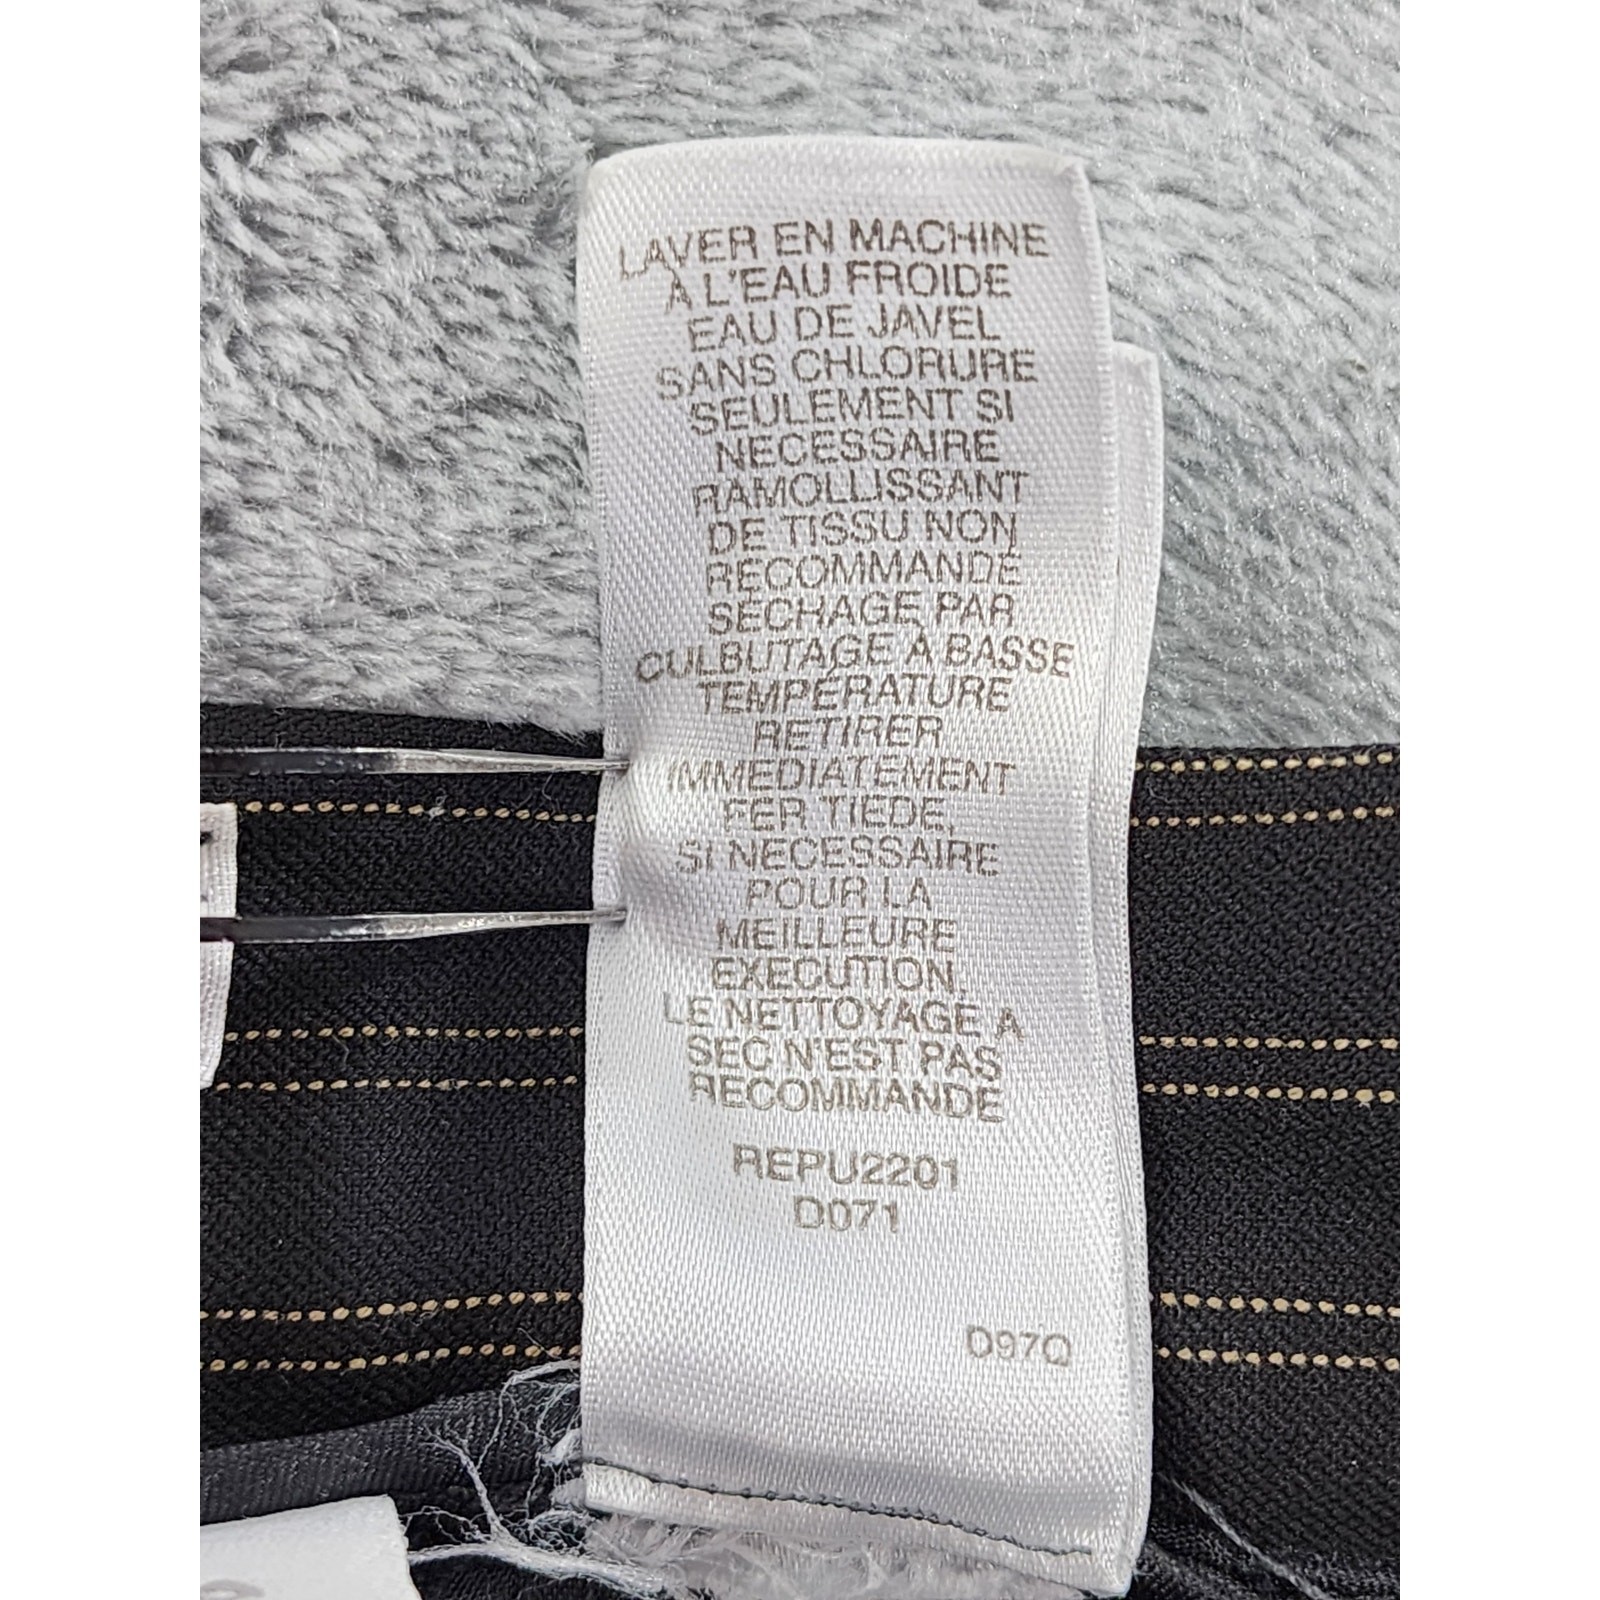 LAVER EN MACHINE
À L'EAU FROIDE
EAU DE JAVEL
SANS CHLORURE
SEULEMENT SI
NECESSAIRE
RAMOLLISSANT
DE TISSU NON
RECOMMANDÉ
SÉCHAGE PAR
CULBUTAGE A BASSE
TEMPÉRATURE
RETIRER
IMMEDIATEMENT
FER TIEDE,
SI NECESSAIRE
POUR LA
MEILLEURE
EXECUTION
LE NETTOYAGE A
SEC N'EST PAS
RECOMMANDE
REPU2201
D071
D97Q